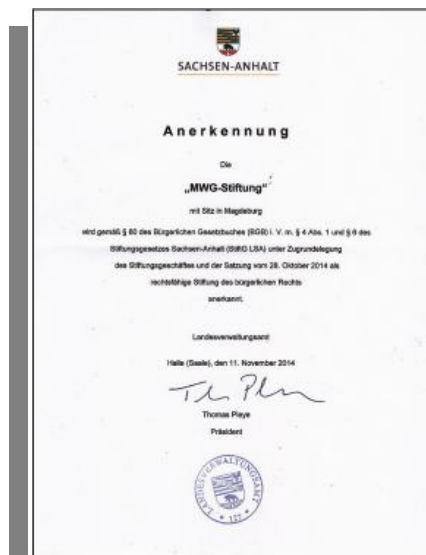 SACHSEN-ANHALT
Anerkennung
Die
„MWG-Stiftung“
mit Sitz in Magdeburg
wird gemäß § 80 des Bürgerlichen Gesetzbuches (BGB) i. V. m. § 4 Abs. 1 und § 6 des
Stiftungsgesetzes Sachsen-Anhalt (StiftG LSA) unter Zugrundelegung
des Stiftungsgeschäftes und der Satzung vom 28. Oktober 2014 als
rechtsfähige Stiftung des bürgerlichen Rechts
anerkannt.
Landesverwaltungsamt
Halle (Saale), den 11. November 2014
Thomas Pleye
Präsident
LANDESVERWALTUNGSAMT
* 127 *